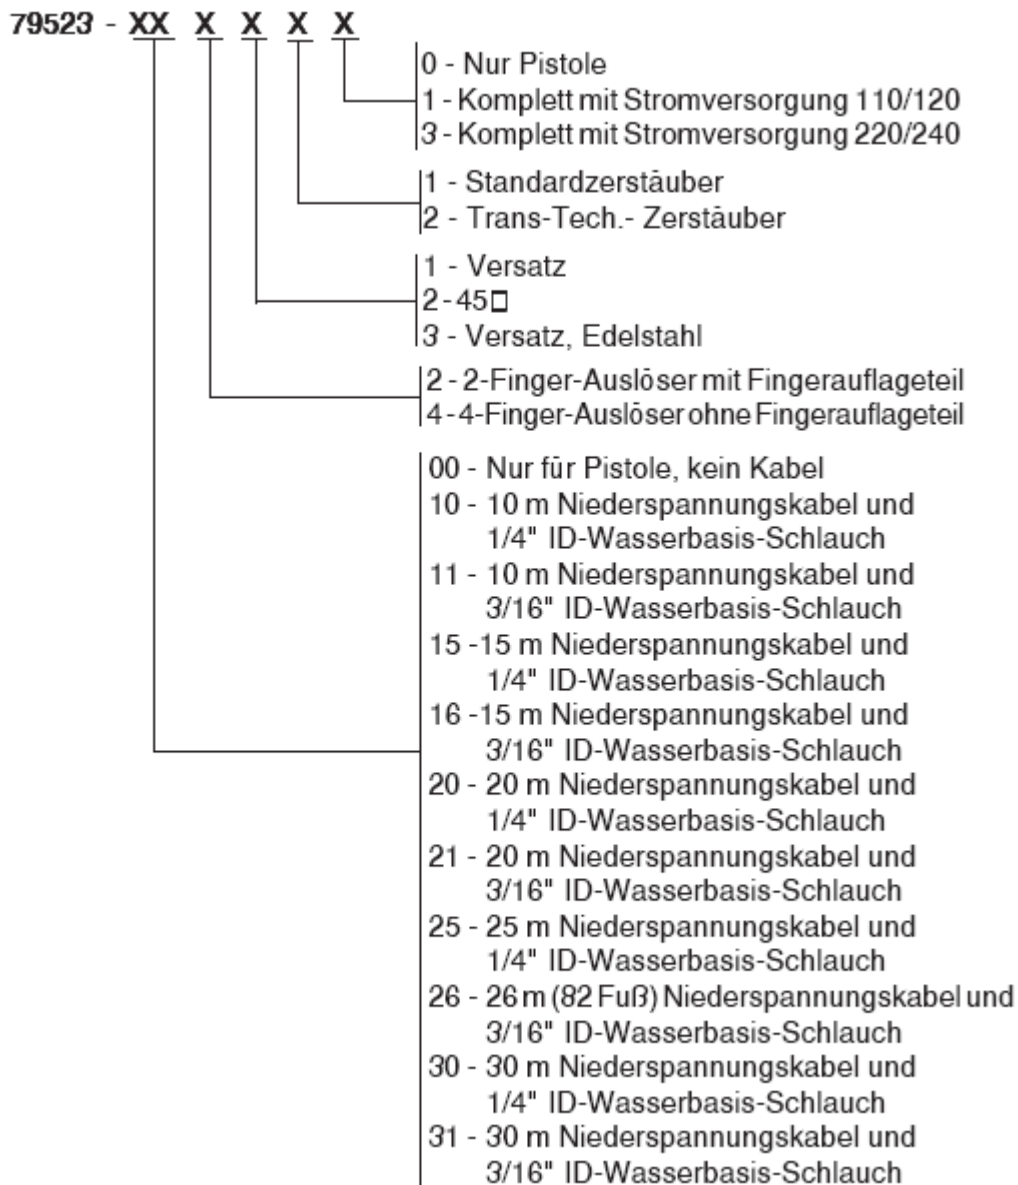 79523 - XX X X X X
0 - Nur Pistole
1 - Komplett mit Stromversorgung 110/120
3 - Komplett mit Stromversorgung 220/240
1 - Standardzerstäuber
2 - Trans-Tech.- Zerstäuber
1 - Versatz
2 - 45□
3 - Versatz, Edelstahl
2 - 2-Finger-Auslöser mit Fingerauflageteil
4 - 4-Finger-Auslöser ohne Fingerauflageteil
00 - Nur für Pistole, kein Kabel
10 - 10 m Niederspannungskabel und
1/4" ID-Wasserbasis-Schlauch
11 - 10 m Niederspannungskabel und
3/16" ID-Wasserbasis-Schlauch
15 -15 m Niederspannungskabel und
1/4" ID-Wasserbasis-Schlauch
16 -15 m Niederspannungskabel und
3/16" ID-Wasserbasis-Schlauch
20 - 20 m Niederspannungskabel und
1/4" ID-Wasserbasis-Schlauch
21 - 20 m Niederspannungskabel und
3/16" ID-Wasserbasis-Schlauch
25 - 25 m Niederspannungskabel und
1/4" ID-Wasserbasis-Schlauch
26 - 26 m (82 Fuß) Niederspannungskabel und
3/16" ID-Wasserbasis-Schlauch
30 - 30 m Niederspannungskabel und
1/4" ID-Wasserbasis-Schlauch
31 - 30 m Niederspannungskabel und
3/16" ID-Wasserbasis-Schlauch